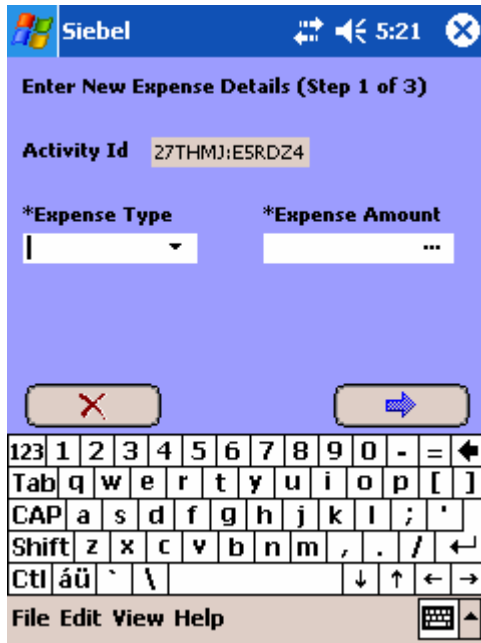 Siebel 5:21
Enter New Expense Details (Step 1 of 3)
Activity Id 27THMJ:E5RDZ4
*Expense Type *Expense Amount
...
123 1 2 3 4 5 6 7 8 9 0 - =
Tab q w e r t y u i o p [ ]
CAP a s d f g h j k l ; '
Shift z x c v b n m , . /
Ctl áü ` \
File Edit View Help